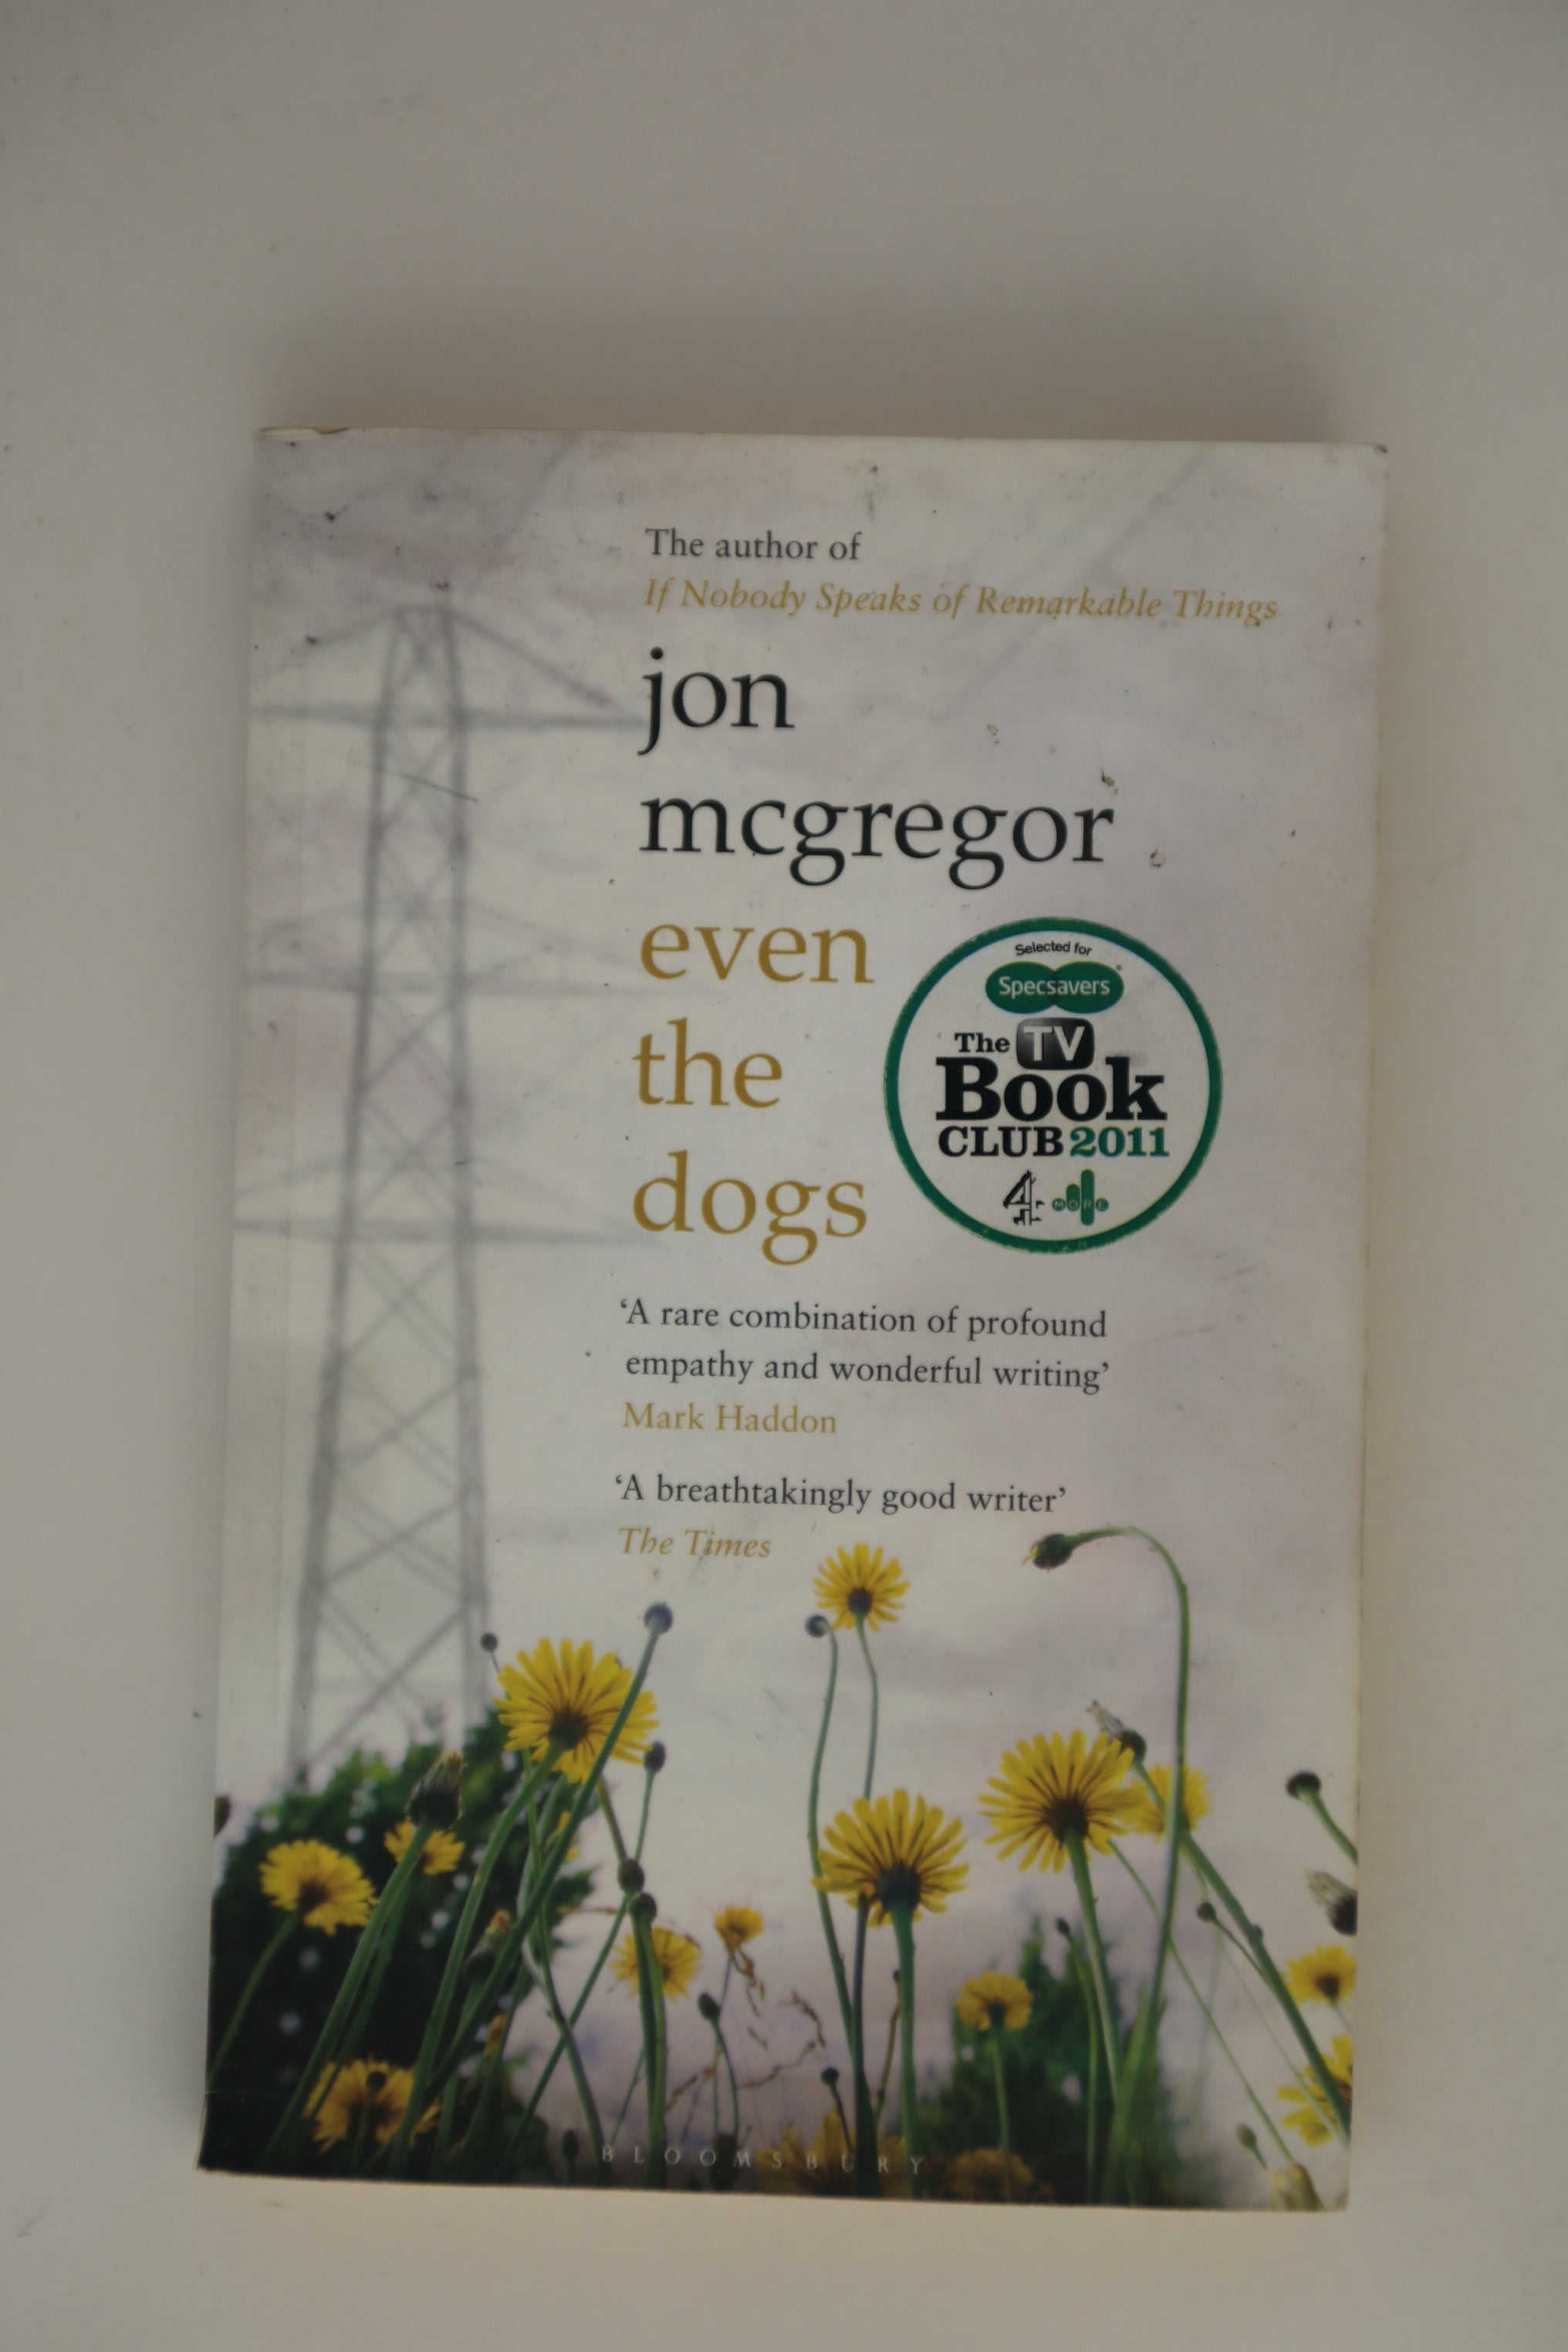 The author of
If Nobody Speaks of Remarkable Things
jon
mcgregor
even
the
dogs
Selected for
Specsavers
The TV
Book
CLUB 2011
4 MORE 4
‘A rare combination of profound
empathy and wonderful writing’
Mark Haddon
‘A breathtakingly good writer’
The Times
BLOOMSBURY